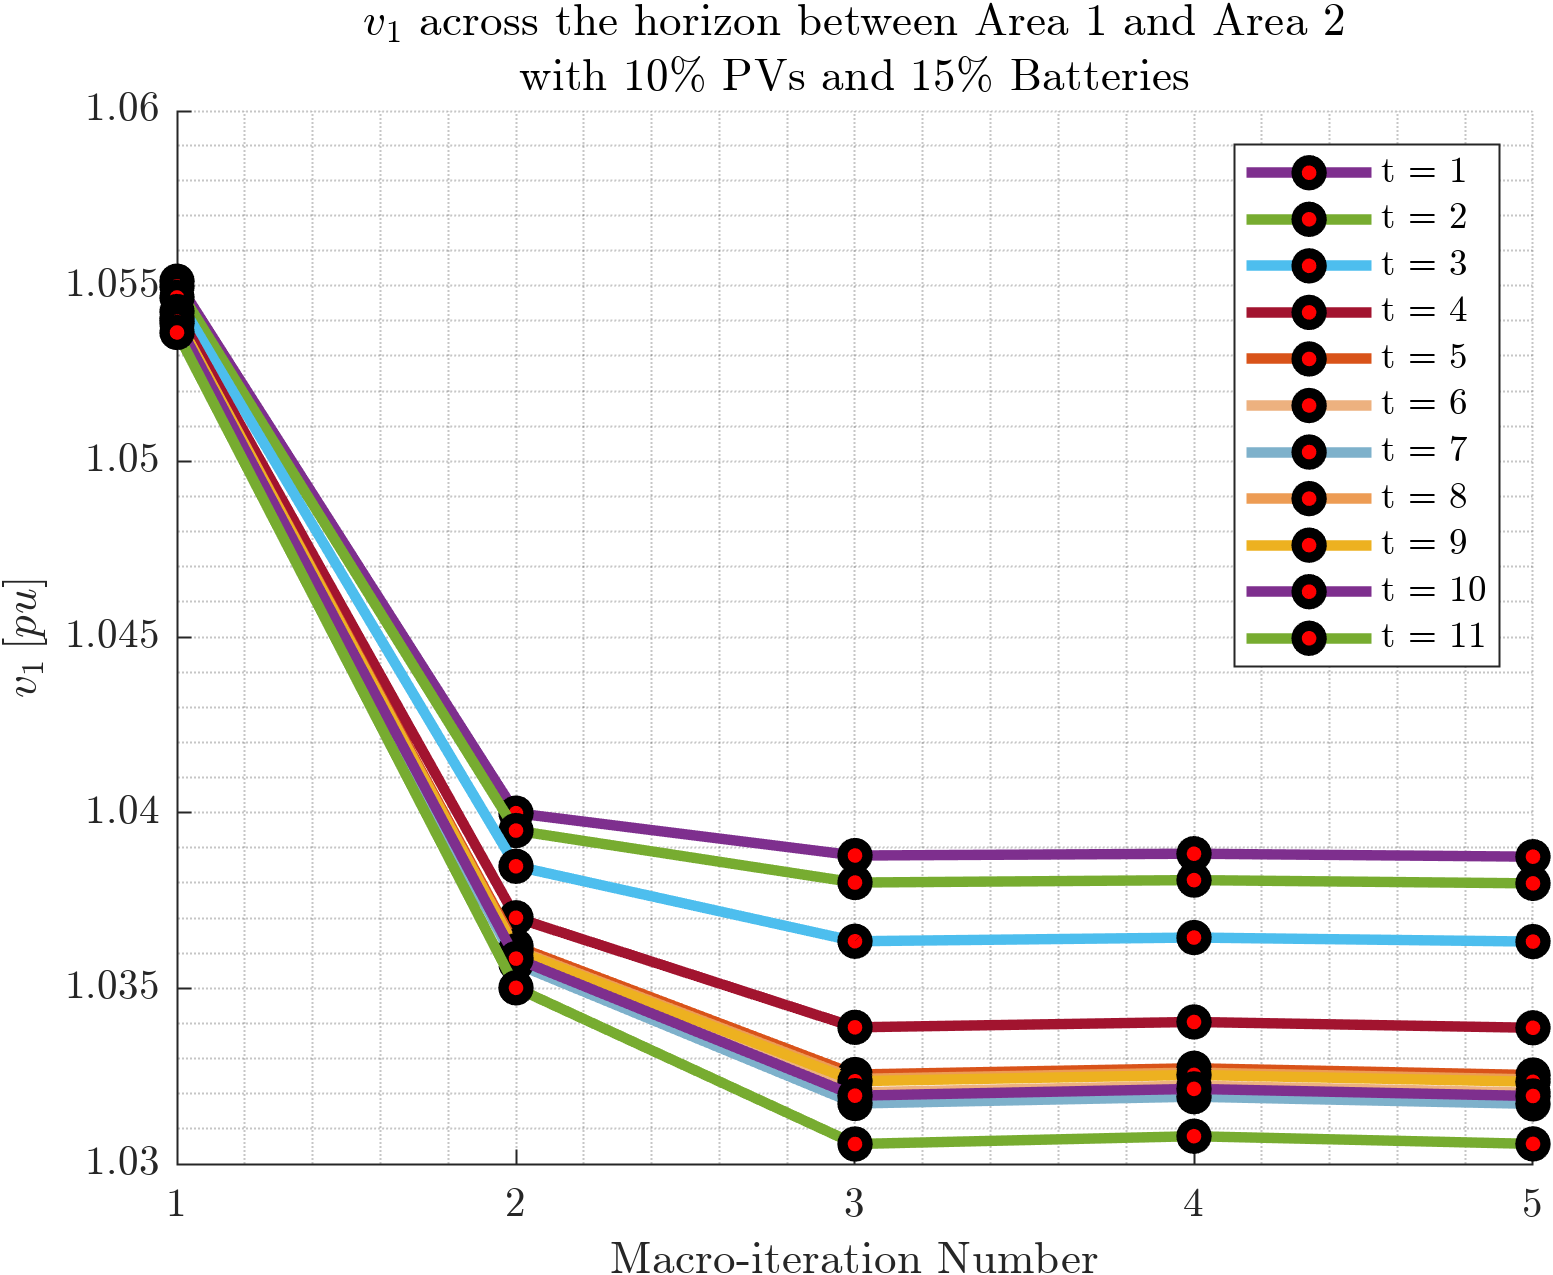 v₁ across the horizon between Area 1 and Area 2
with 10% PVs and 15% Batteries
1.06
1.055
1.05
1.045
1.04
1.035
1.03
v₁ [pu]
t = 1
t = 2
t = 3
t = 4
t = 5
t = 6
t = 7
t = 8
t = 9
t = 10
t = 11
1 2 3 4 5
Macro-iteration Number